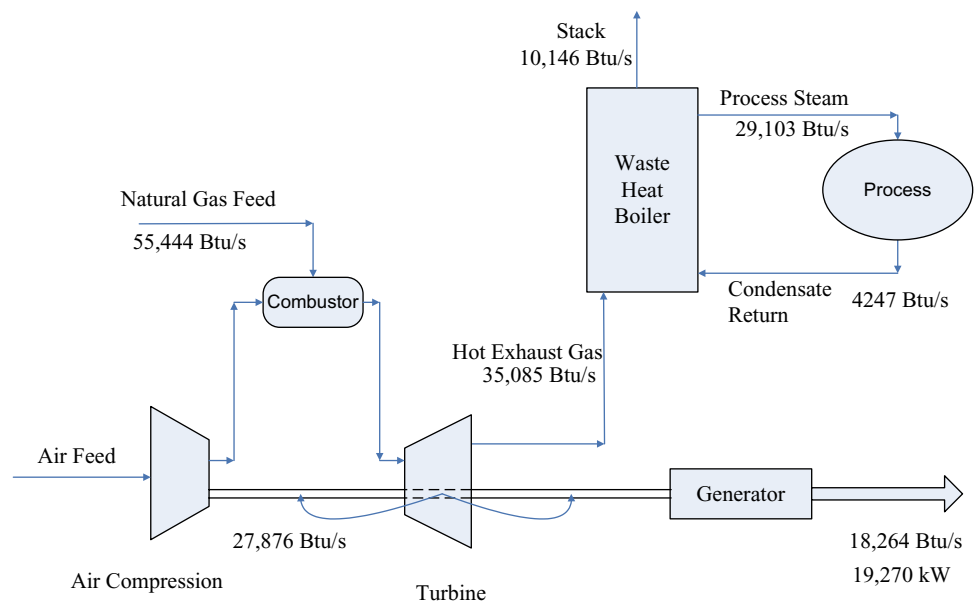 Stack
10,146 Btu/s
Process Steam
29,103 Btu/s
Waste
Heat
Boiler
Process
Natural Gas Feed
55,444 Btu/s
Combustor
Condensate
Return
4247 Btu/s
Hot Exhaust Gas
35,085 Btu/s
Air Feed
Generator
27,876 Btu/s
18,264 Btu/s
19,270 kW
Air Compression
Turbine